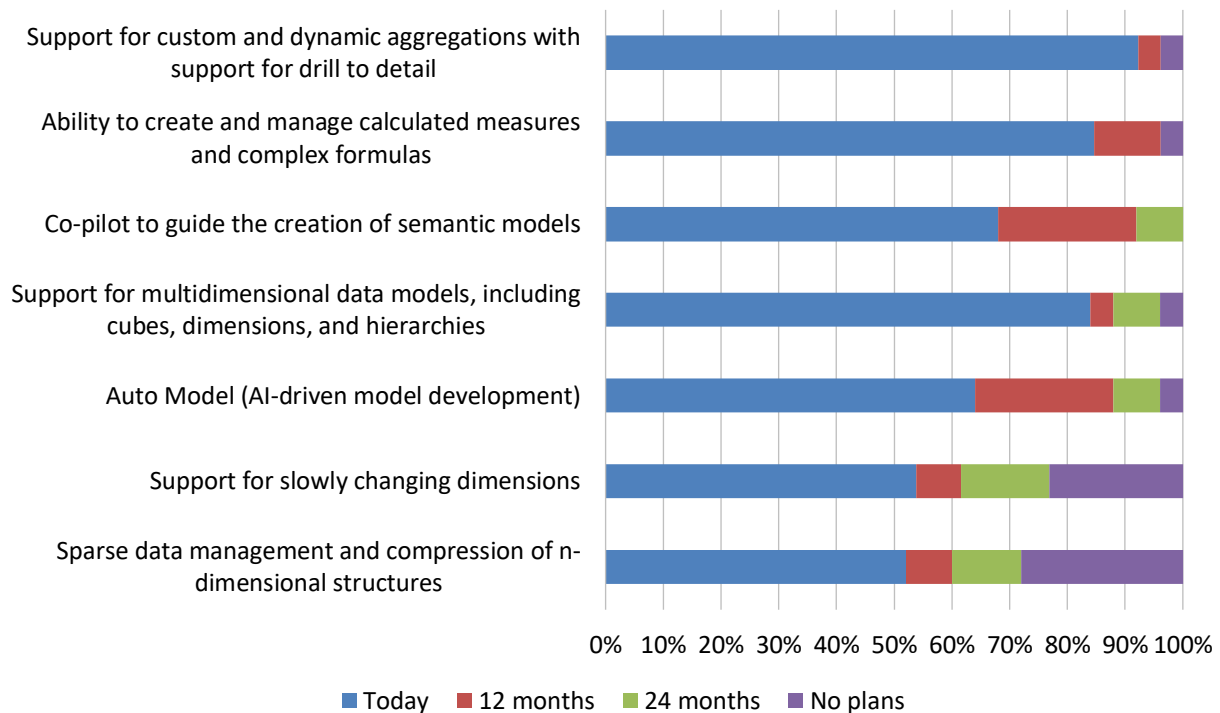 Support for custom and dynamic aggregations with
support for drill to detail
Ability to create and manage calculated measures
and complex formulas
Co-pilot to guide the creation of semantic models
Support for multidimensional data models, including
cubes, dimensions, and hierarchies
Auto Model (AI-driven model development)
Support for slowly changing dimensions
Sparse data management and compression of n-
dimensional structures
0% 10% 20% 30% 40% 50% 60% 70% 80% 90% 100%
Today 12 months 24 months No plans